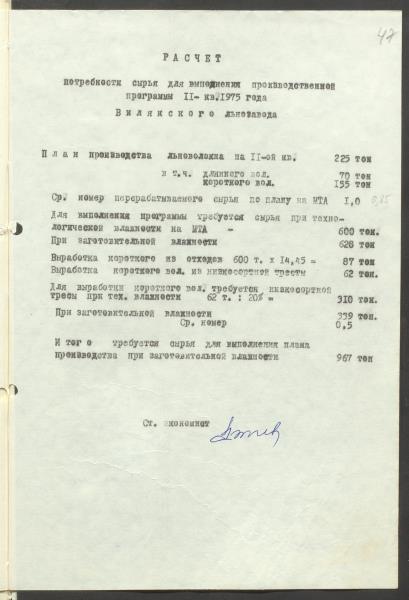 47
РАСЧЕТ
потребности сырья для выполнения производственной
программы II- кв.1975 года
Вилякского льнозавода
План производства льноволокна на II-ой кв. 225 тон
в т.ч. длинного вол. 70 тон
короткого вол. 155 тон
Ср. номер перерабатываемого сырья по плану на МТА 1,0 0,85
Для выполнения программы требуется сырья при техно-
логической влажности на МТА - 600 тон.
При заготовительной влажности 628 тон
Выработка короткого из отходов 600 т. х 14,45 = 87 тон
Выработка короткого вол. из низкосортной тресты 62 тон.
Для выработки короткого вол. требуется низкосортной
тресы при тех. влажности 62 т. : 20% = 310 тон.
При заготовительной влажности 339 тон.
Ср. номер 0,5
Итого требуется сырья для выполнения плана
производства при заготовительной влажности 967 тон
Ст. экономист